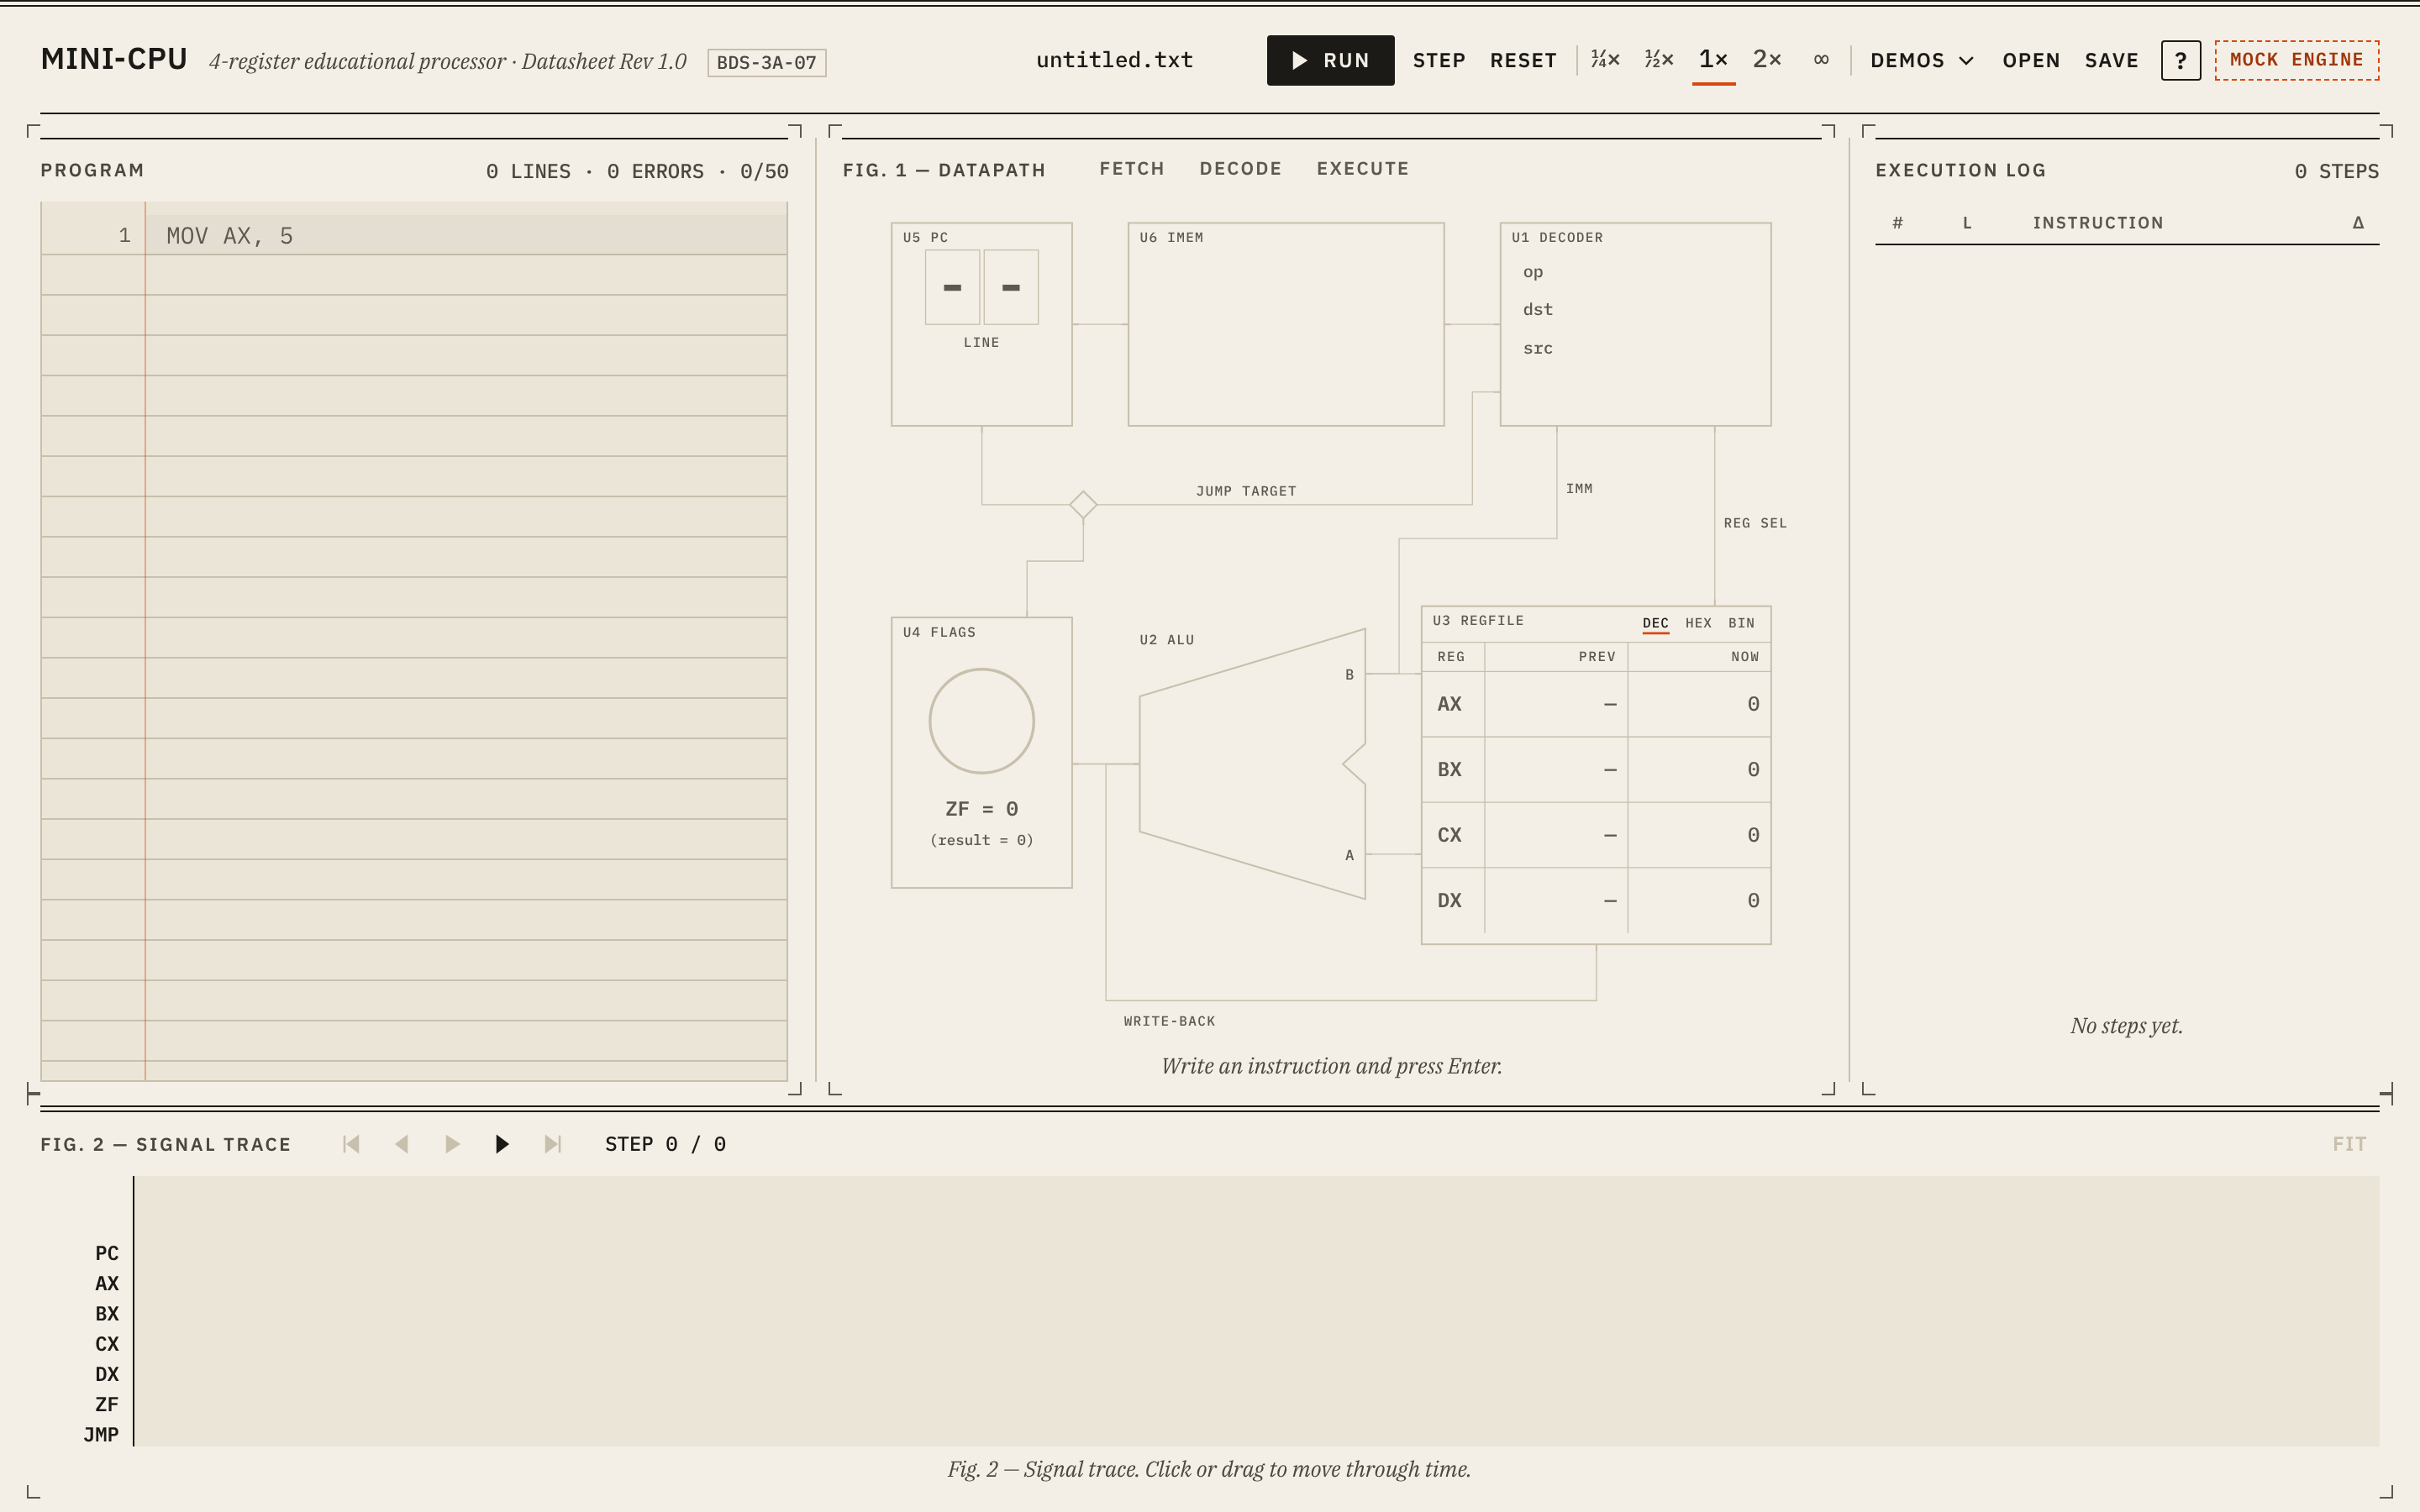 MINI-CPU 4-register educational processor · Datasheet Rev 1.0 BDS-3A-07 untitled.txt RUN STEP RESET ¼× ½× 1× 2× ∞ DEMOS OPEN SAVE ? MOCK ENGINE
PROGRAM 0 LINES · 0 ERRORS · 0/50
1 MOV AX, 5
FIG. 1 — DATAPATH FETCH DECODE EXECUTE
U5 PC
– –
LINE
U6 IMEM
U1 DECODER
op
dst
src
JUMP TARGET
IMM
REG SEL
U4 FLAGS
ZF = 0
(result = 0)
U2 ALU
B
A
U3 REGFILE DEC HEX BIN
REG PREV NOW
AX — 0
BX — 0
CX — 0
DX — 0
WRITE-BACK
Write an instruction and press Enter.
EXECUTION LOG 0 STEPS
# L INSTRUCTION Δ
No steps yet.
FIG. 2 — SIGNAL TRACE STEP 0 / 0 FIT
PC
AX
BX
CX
DX
ZF
JMP
Fig. 2 — Signal trace. Click or drag to move through time.